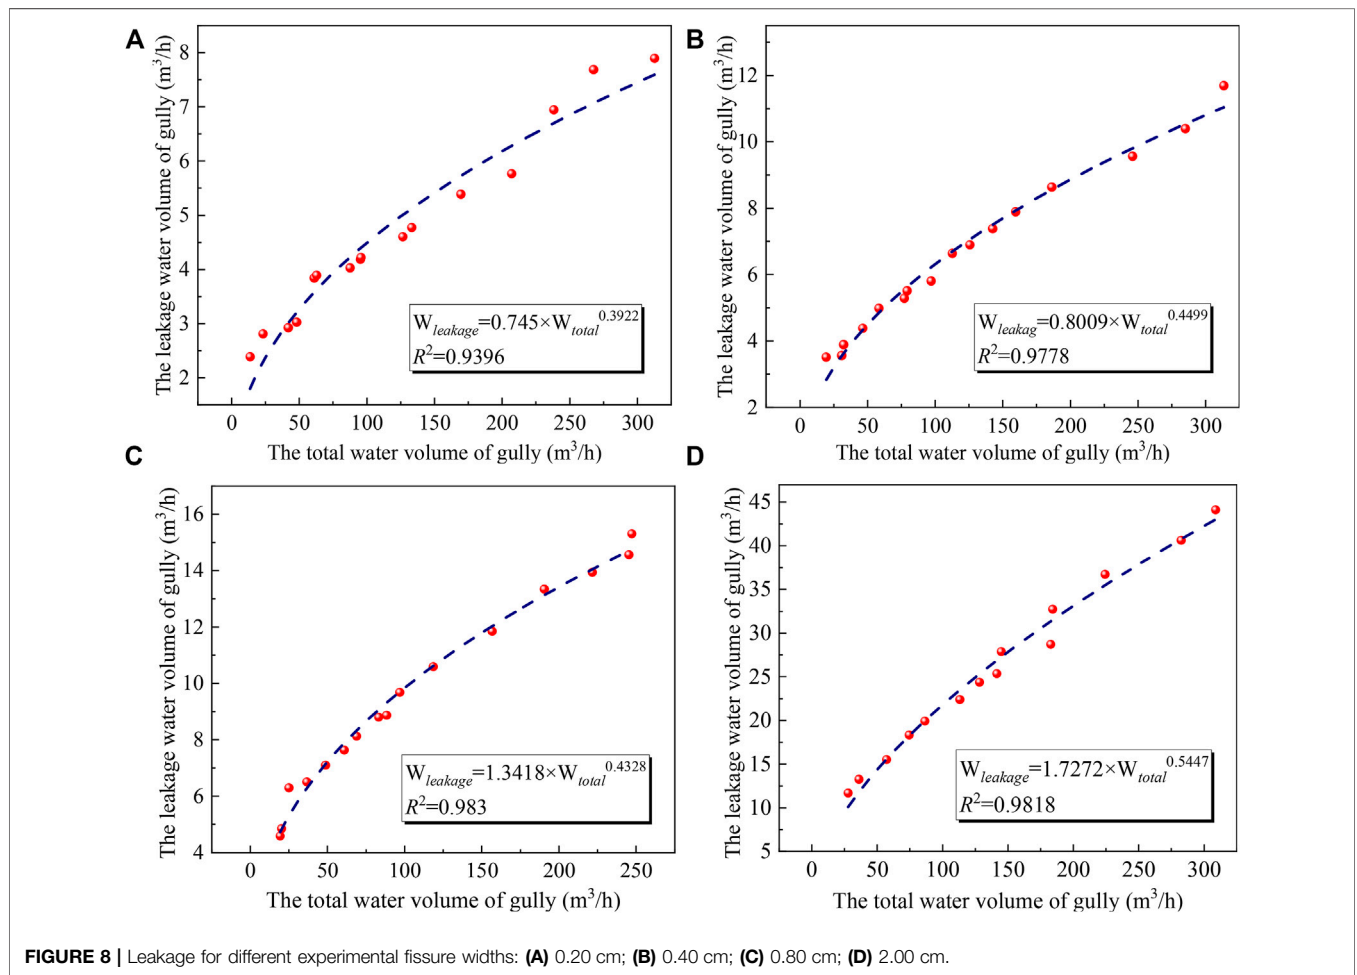 A
The leakage water volume of gully (m³/h)
8
7
6
5
4
3
2
W_leakage=0.745×W_total^0.3922
R²=0.9396
0 50 100 150 200 250 300
The total water volume of gully (m³/h)
B
The leakage water volume of gully (m³/h)
12
10
8
6
4
2
W_leakag=0.8009×W_total^0.4499
R²=0.9778
0 50 100 150 200 250 300
The total water volume of gully (m³/h)
C
The leakage water volume of gully (m³/h)
16
14
12
10
8
6
4
W_leakage=1.3418×W_total^0.4328
R²=0.983
0 50 100 150 200 250
The total water volume of gully (m³/h)
D
The leakage water volume of gully (m³/h)
45
40
35
30
25
20
15
10
5
W_leakage=1.7272×W_total^0.5447
R²=0.9818
0 50 100 150 200 250 300
The total water volume of gully (m³/h)
FIGURE 8 | Leakage for different experimental fissure widths: (A) 0.20 cm; (B) 0.40 cm; (C) 0.80 cm; (D) 2.00 cm.